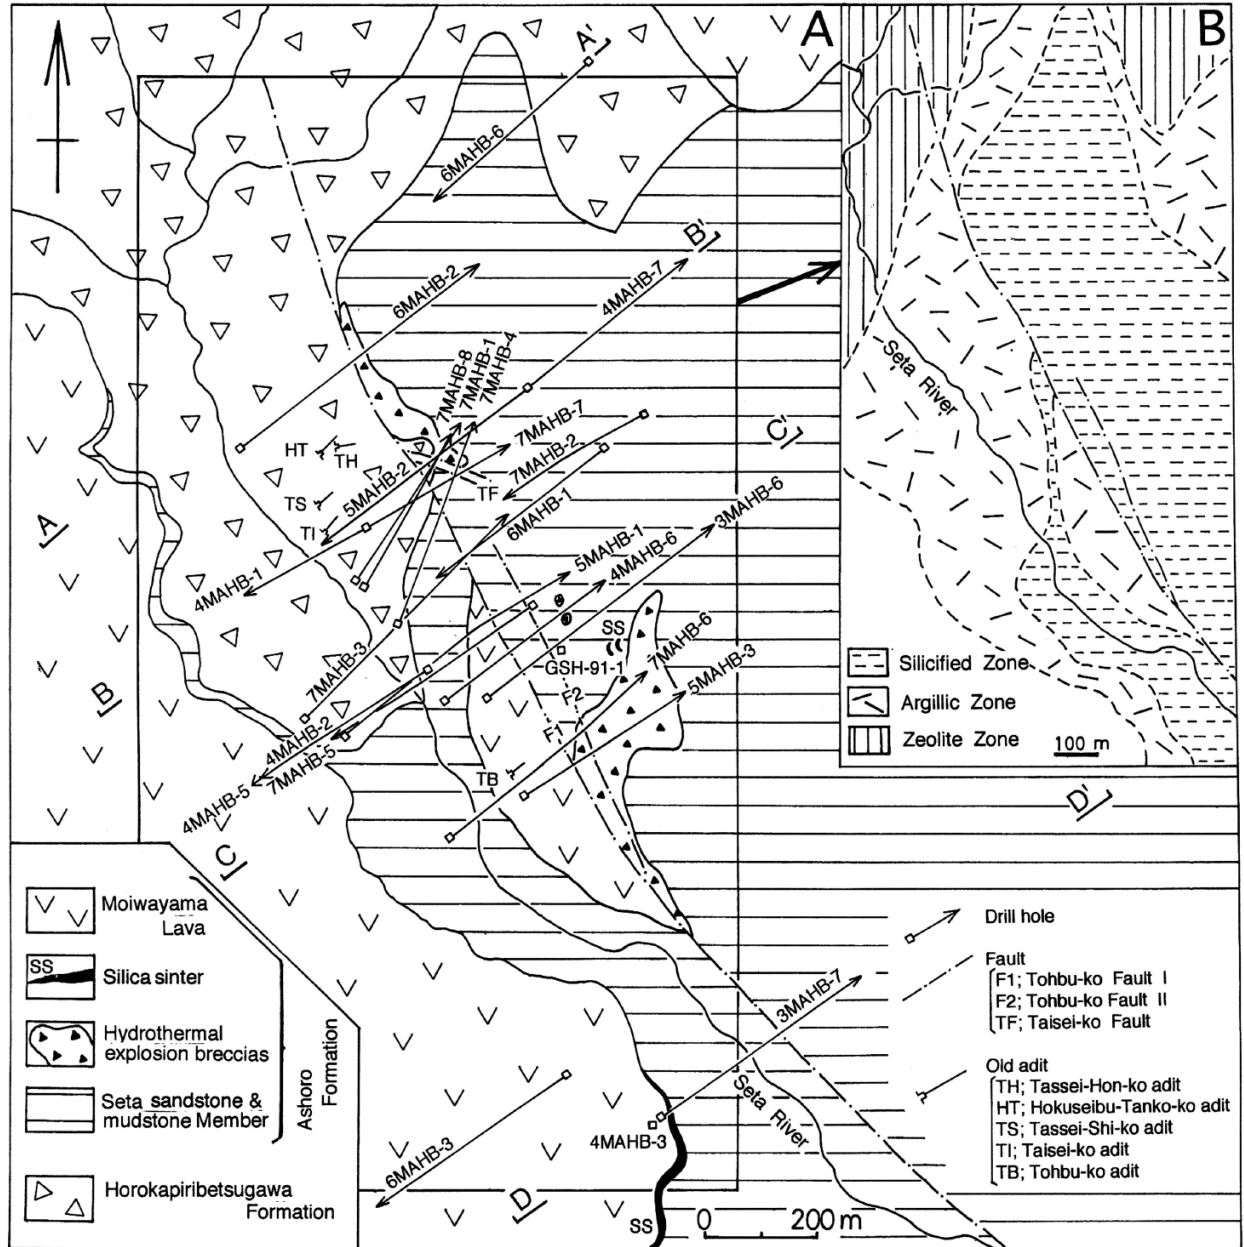 A
B
A'
6MAHB-6
B'
6MAHB-2
4MAHB-7
7MAHB-8
7MAHB-1
7MAHB-4
7MAHB-7
7MAHB-2
5MAHB-2
HT
TH
TS
TI
TF
C'
Seta River
6MAHB-1
3MAHB-6
A
4MAHB-1
5MAHB-1
4MAHB-6
SS
GSH-91-1
7MAHB-6
5MAHB-3
7MAHB-3
F2
F1
B
4MAHB-2
7MAHB-5
4MAHB-5
TB
Silicified Zone
Argillic Zone
Zeolite Zone
100 m
D'
C
Moiwayama
Lava
SS
Silica sinter
Hydrothermal
explosion breccias
Seta sandstone &
mudstone Member
Ashoro
Formation
Horokapiribetsugawa
Formation
3MAHB-7
Seta River
4MAHB-3
6MAHB-3
D
SS
0 200 m
Drill hole
Fault
F1; Tohbu-ko Fault I
F2; Tohbu-ko Fault II
TF; Taisei-ko Fault
Old adit
TH; Tassei-Hon-ko adit
HT; Hokuseibu-Tanko-ko adit
TS; Tassei-Shi-ko adit
TI; Taisei-ko adit
TB; Tohbu-ko adit